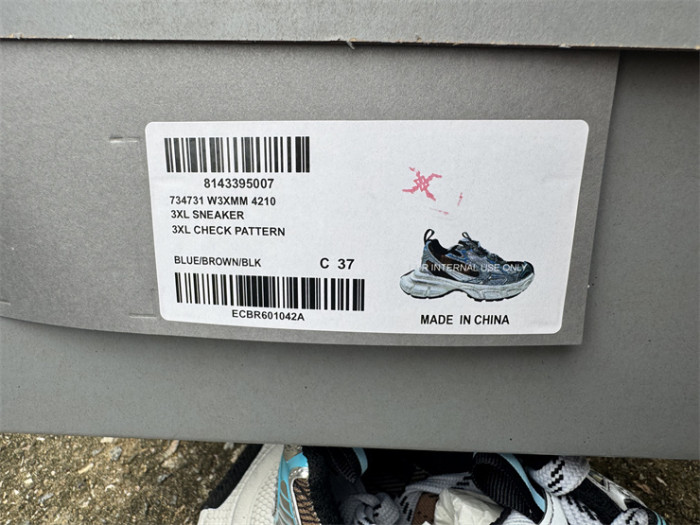 8143395007
734731 W3XMM 4210
3XL SNEAKER
3XL CHECK PATTERN
BLUE/BROWN/BLK C 37
ECBR601042A
R INTERNAL USE ONLY
MADE IN CHINA